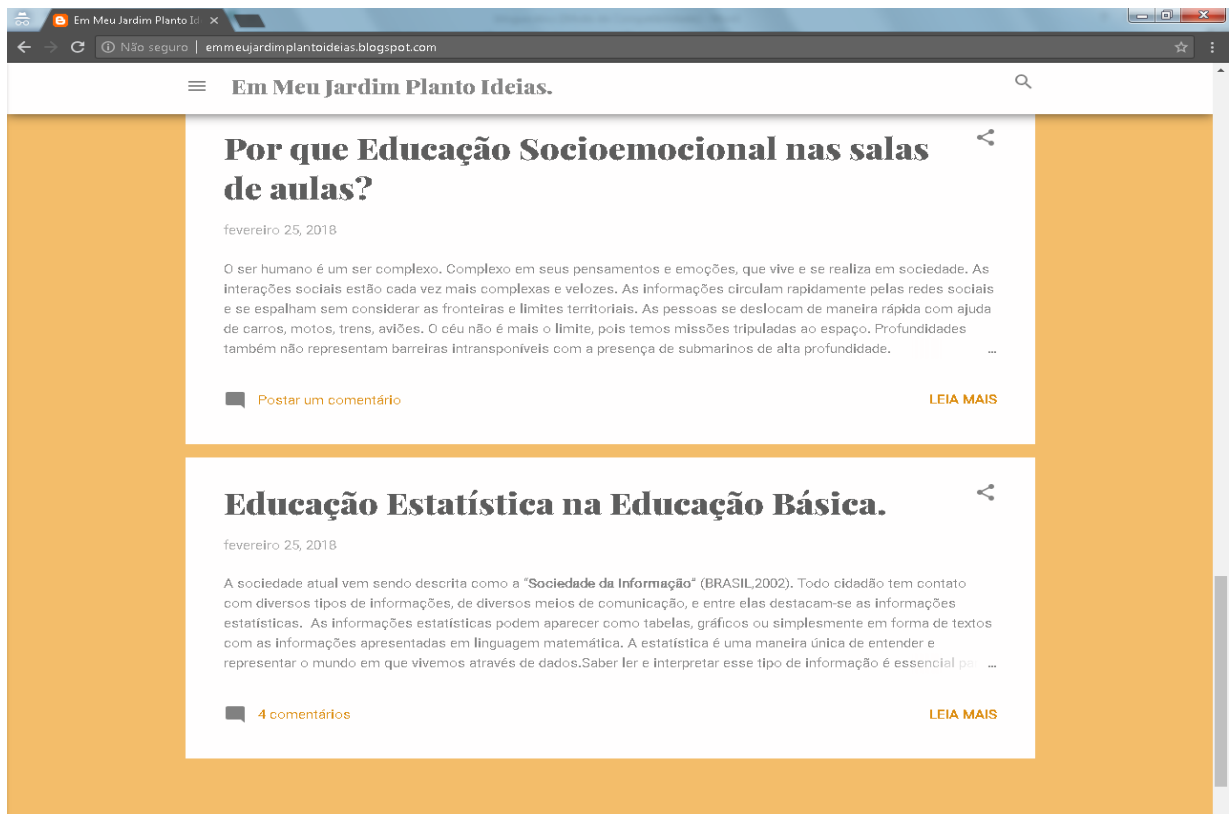 Em Meu Jardim Planto Id
Não seguro | emmeujardimplantoideias.blogspot.com
Em Meu Jardim Planto Ideias.
Por que Educação Socioemocional nas salas
de aulas?
fevereiro 25, 2018
O ser humano é um ser complexo. Complexo em seus pensamentos e emoções, que vive e se realiza em sociedade. As
interações sociais estão cada vez mais complexas e velozes. As informações circulam rapidamente pelas redes sociais
e se espalham sem considerar as fronteiras e limites territoriais. As pessoas se deslocam de maneira rápida com ajuda
de carros, motos, trens, aviões. O céu não é mais o limite, pois temos missões tripuladas ao espaço. Profundidades
também não representam barreiras intransponíveis com a presença de submarinos de alta profundidade. ...
Postar um comentário
LEIA MAIS
Educação Estatística na Educação Básica.
fevereiro 25, 2018
A sociedade atual vem sendo descrita como a "Sociedade da Informação" (BRASIL,2002). Todo cidadão tem contato
com diversos tipos de informações, de diversos meios de comunicação, e entre elas destacam-se as informações
estatísticas. As informações estatísticas podem aparecer como tabelas, gráficos ou simplesmente em forma de textos
com as informações apresentadas em linguagem matemática. A estatística é uma maneira única de entender e
representar o mundo em que vivemos através de dados.Saber ler e interpretar esse tipo de informação é essencial ...
4 comentários
LEIA MAIS